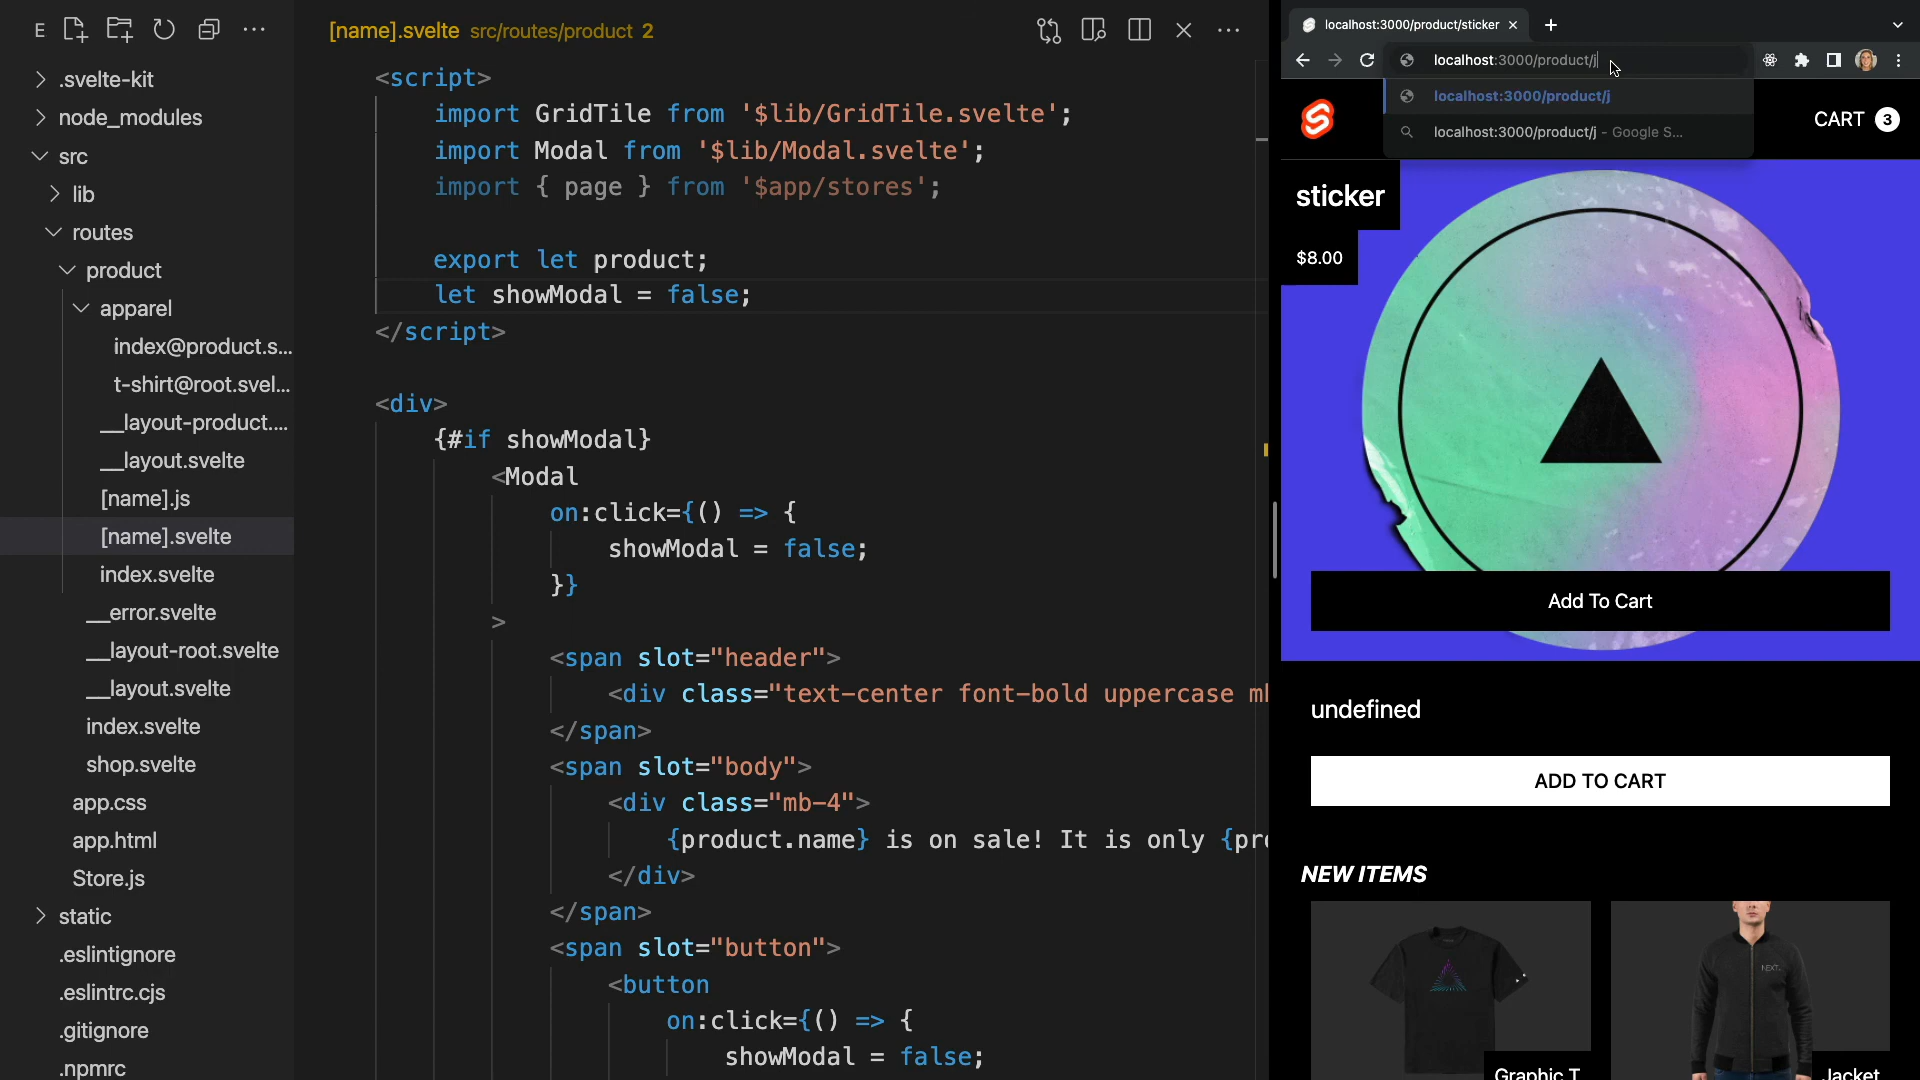 E
.svelte-kit
node_modules
src
lib
routes
product
apparel
index@product.s...
t-shirt@root.svel...
__layout-product....
__layout.svelte
[name].js
[name].svelte
index.svelte
__error.svelte
__layout-root.svelte
__layout.svelte
index.svelte
shop.svelte
app.css
app.html
Store.js
static
.eslintignore
.eslintrc.cjs
.gitignore
.npmrc
[name].svelte src/routes/product 2
<script>
import GridTile from '$lib/GridTile.svelte';
import Modal from '$lib/Modal.svelte';
import { page } from '$app/stores';
export let product;
let showModal = false;
</script>
<div>
{#if showModal}
<Modal
on:click={() => {
showModal = false;
}}
>
<span slot="header">
<div class="text-center font-bold uppercase
</span>
<span slot="body">
<div class="mb-4">
{product.name} is on sale! It is only
</div>
</span>
<span slot="button">
<button
on:click={() => {
showModal = false;
localhost:3000/product/sticker
localhost:3000/product/j
localhost:3000/product/j
localhost:3000/product/j - Google S...
CART 3
sticker
$8.00
Add To Cart
undefined
ADD TO CART
NEW ITEMS
NEXT.
Graphic T
Jacket